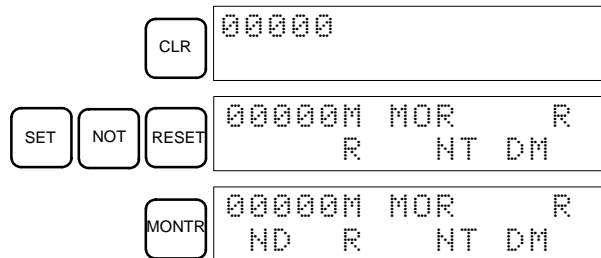 CLR 00000
SET NOT RESET 00000M MOR R
R NT DM
MONTR 00000M MOR R
ND R NT DM